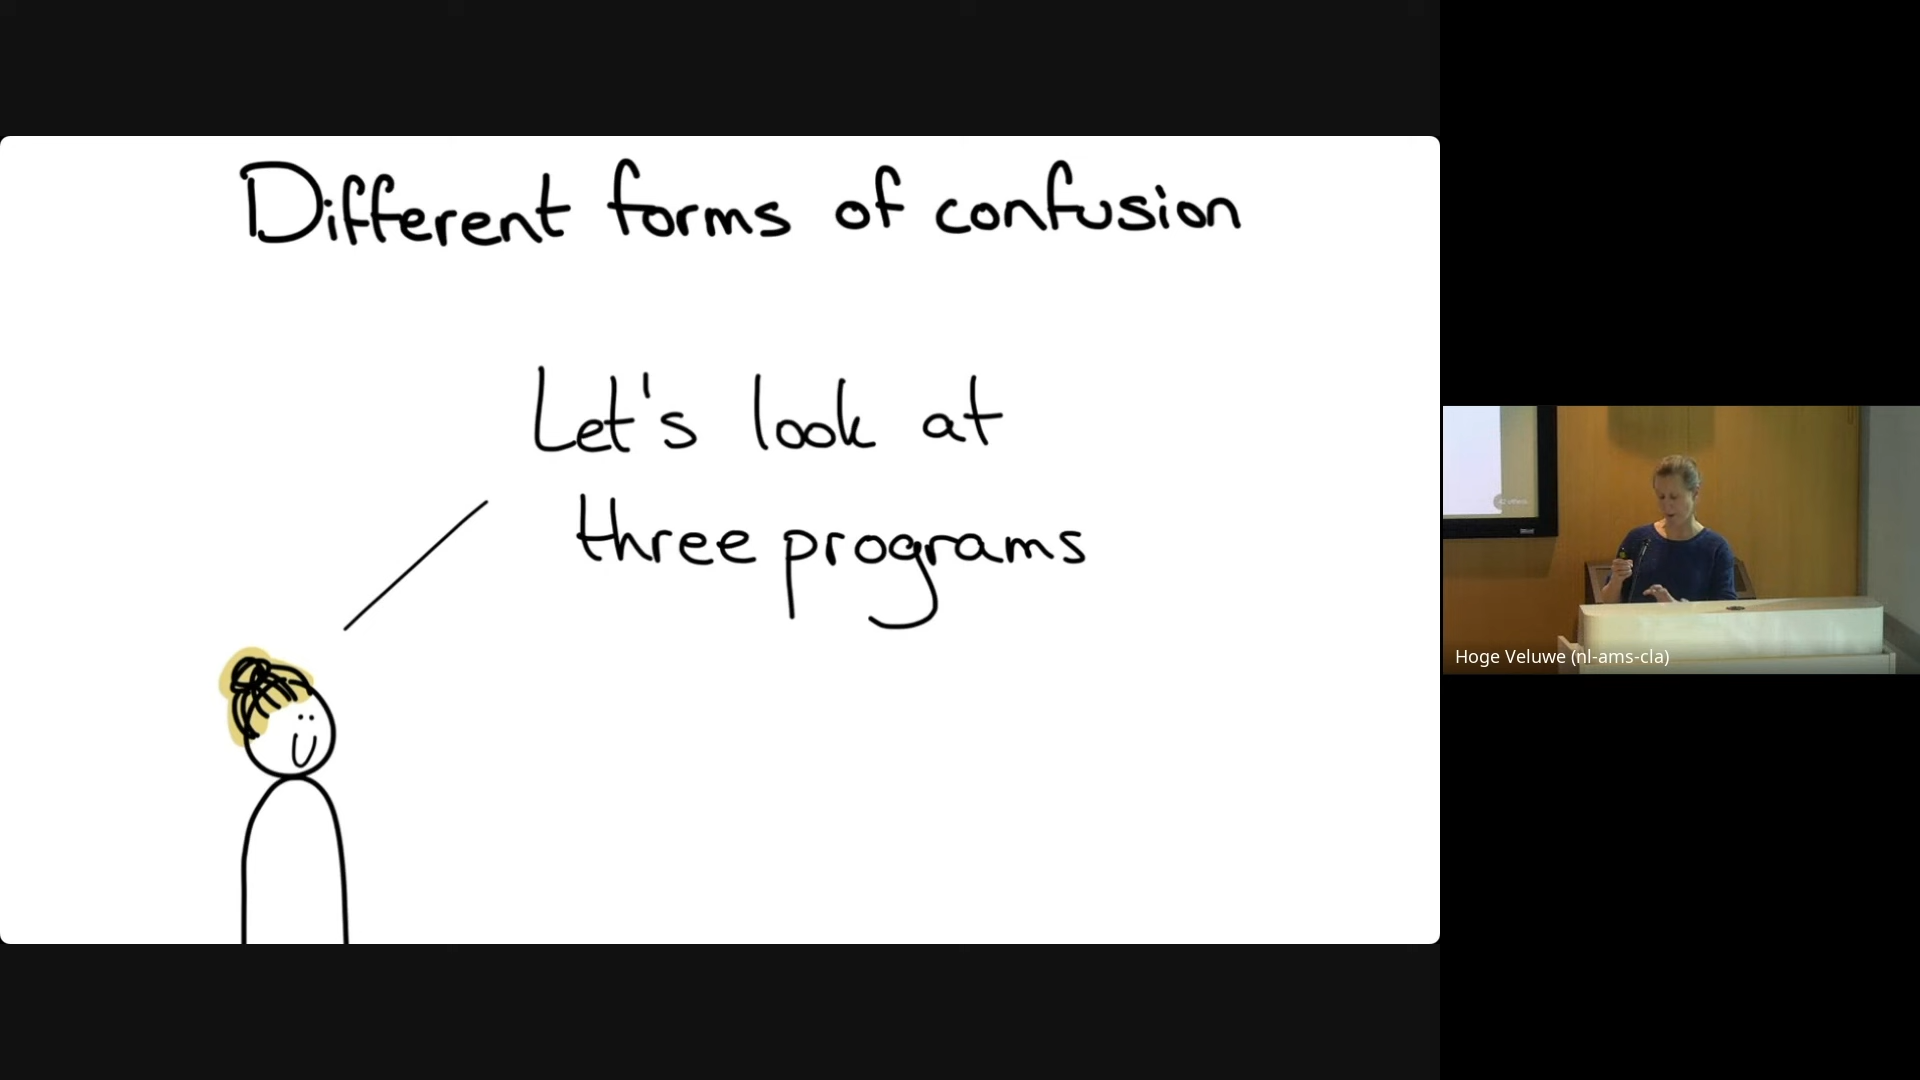 Different forms of confusion
Let's look at
three programs
Hoge Veluwe (nl-ams-cla)